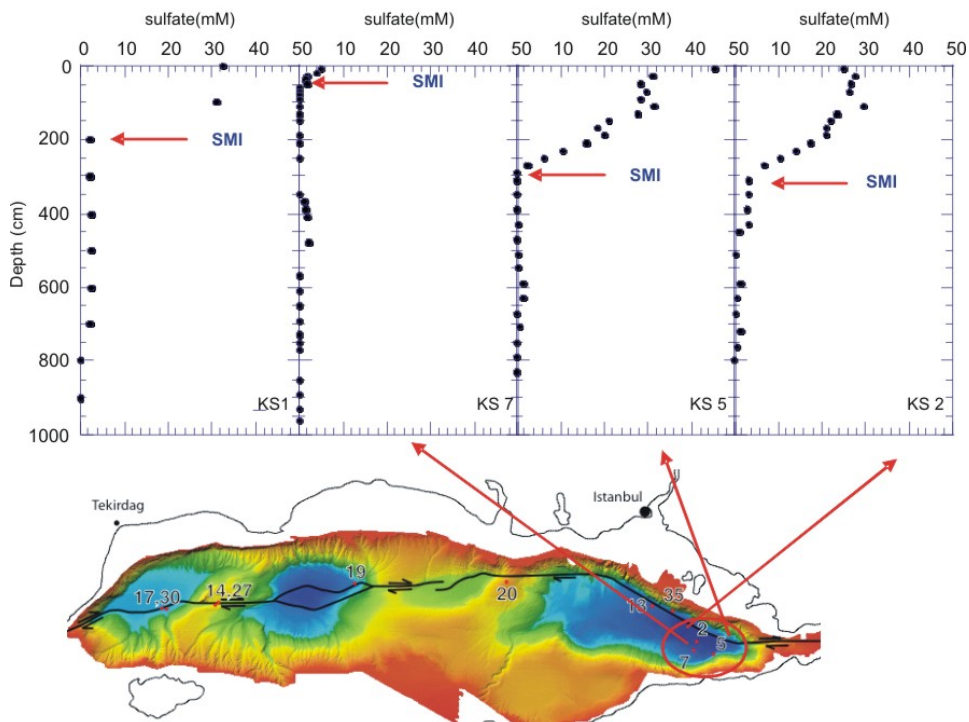 sulfate(mM) sulfate(mM) sulfate(mM) sulfate(mM)
0 10 20 30 40 50 10 20 30 40 50 10 20 30 40 50 10 20 30 40 50
0
SMI
200
SMI
SMI
SMI
400
Depth (cm)
600
800
KS1 KS 7 KS 5 KS 2
1000
Tekirdag
Istanbul
19
17,30 14,27
20
13
35
2
5
7